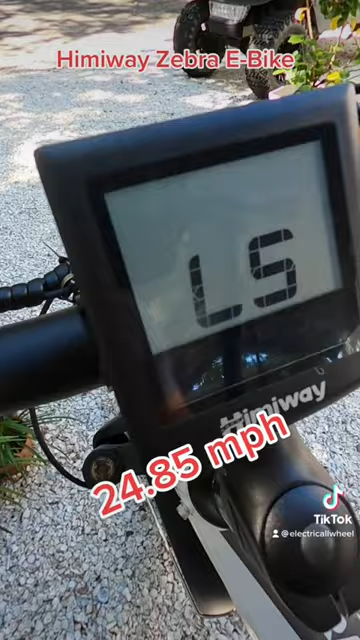 Himiway Zebra E-Bike
LS
Himiway
24.85 mph
TikTok
@electricallwheel